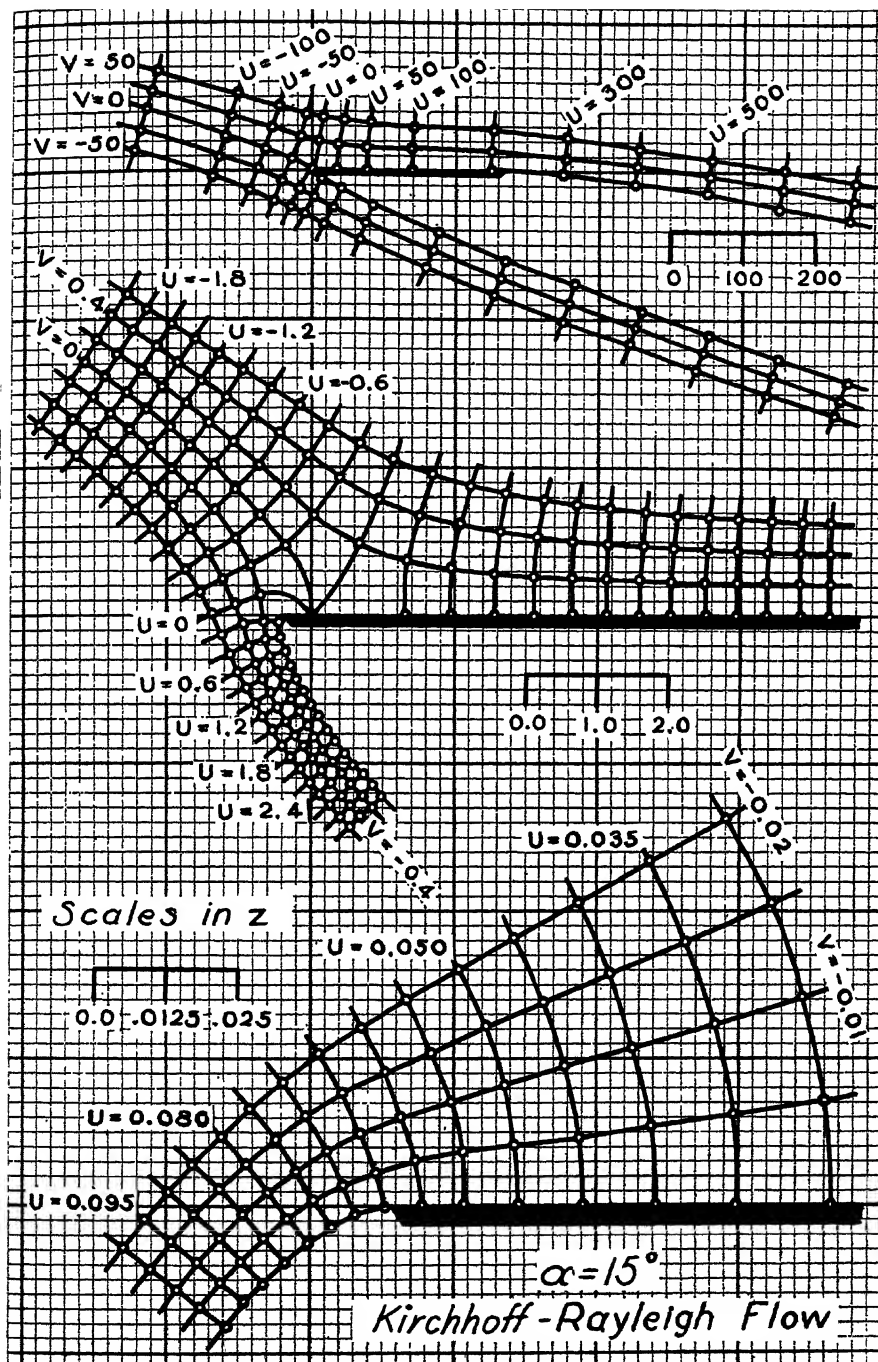 V=50
U=-100
U=-50
U=0
U=50
U=100
U=300
U=500
V=0
V=-50
0 100 200
V=0.4
U=-1.8
V=0
U=-1.2
U=-0.6
U=0
U=0.6
0.0 1.0 2.0
U=1.2
U=1.8
U=2.4
V=-0.4
V=-0.02
U=0.035
Scales in z
U=0.050
V=-0.01
0.0 .0125 .025
U=0.080
U=0.095
α=15°
Kirchhoff-Rayleigh Flow